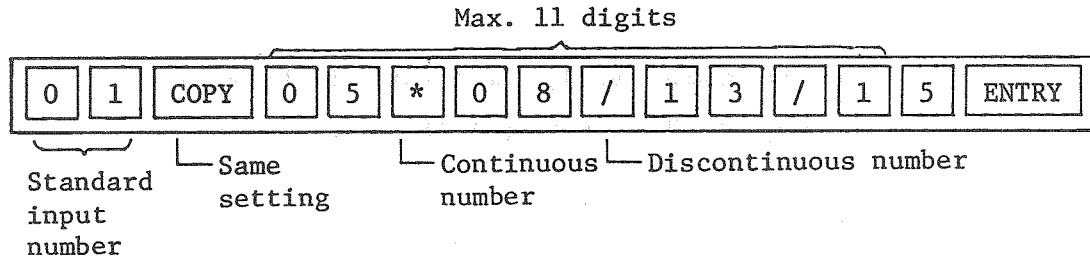 Max. 11 digits
0 1 COPY 0 5 * 0 8 / 1 3 / 1 5 ENTRY
Standard input number
Same setting
Continuous number
Discontinuous number